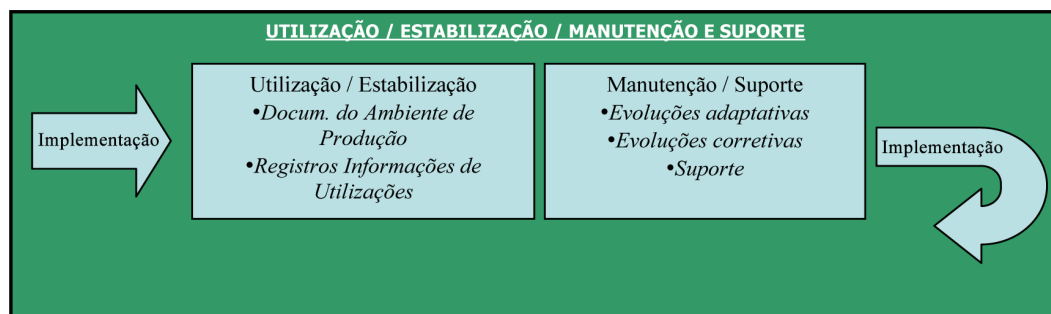 UTILIZAÇÃO / ESTABILIZAÇÃO / MANUTENÇÃO E SUPORTE
Implementação
Utilização / Estabilização
•Docum. do Ambiente de
Produção
•Registros Informações de
Utilizações
Manutenção / Suporte
•Evoluções adaptativas
•Evoluções corretivas
•Suporte
Implementação